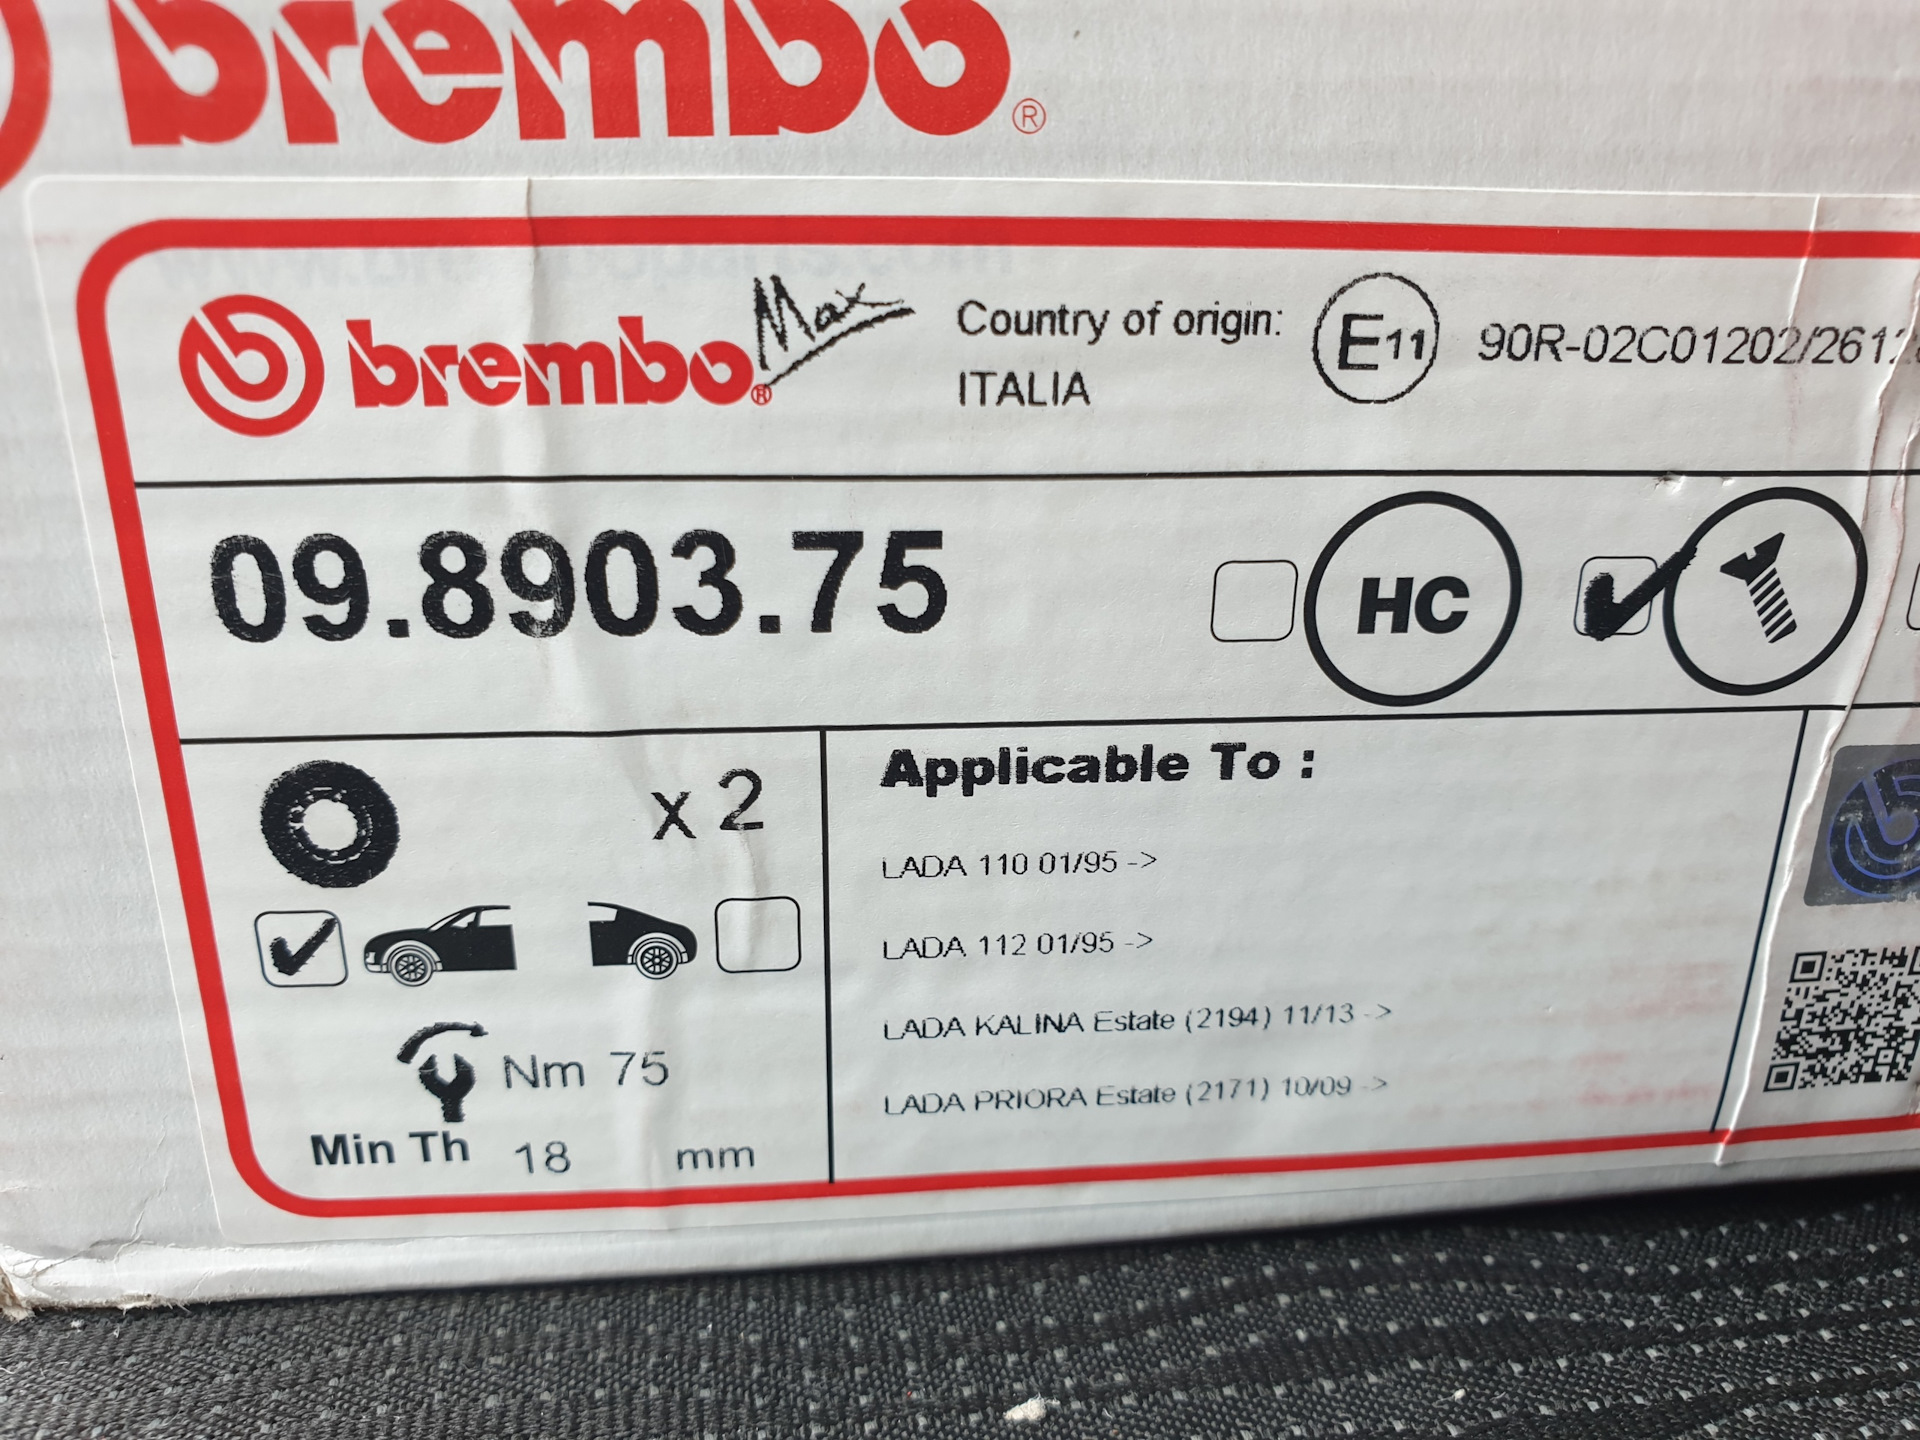 brembo®
brembo® Max
Country of origin:
ITALIA
E11
90R-02C01202/2612
09.8903.75
HC
x 2
Nm 75
Min Th 18 mm
Applicable To :
LADA 110 01/95 ->
LADA 112 01/95 ->
LADA KALINA Estate (2194) 11/13 ->
LADA PRIORA Estate (2171) 10/09 ->